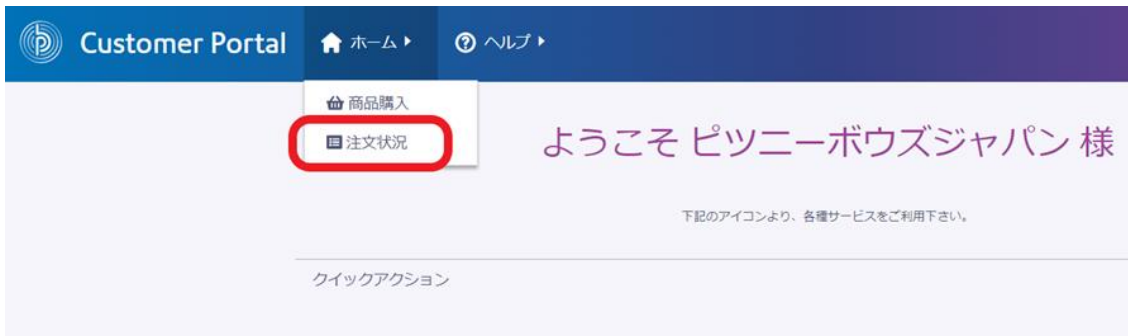 Customer Portal ホーム ヘルプ
商品購入
注文状況
ようこそ ピツニーボウズジャパン 様
下記のアイコンより、各種サービスをご利用下さい。
クイックアクション